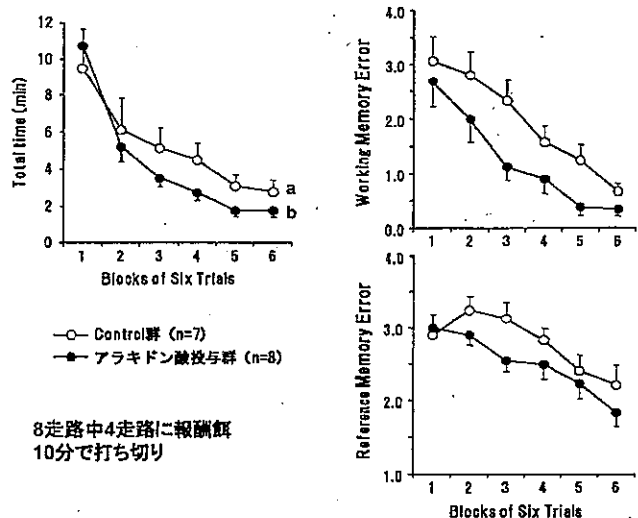 12
10
8
6
4
2
0
Total time (min)
1 2 3 4 5 6
Blocks of Six Trials
a
b
Control群 (n=7)
アラキドン酸投与群 (n=8)
8走路中4走路に報酬餌
10分で打ち切り
4.0
3.0
2.0
1.0
0.0
Working Memory Error
1 2 3 4 5 6
4.0
3.0
2.0
1.0
Reference Memory Error
1 2 3 4 5 6
Blocks of Six Trials